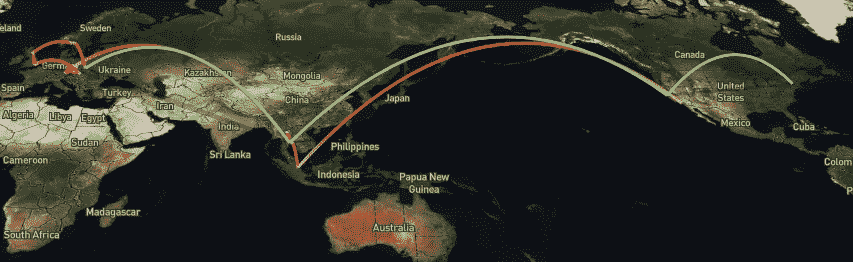 eland
Sweden
Russia
Canada
Germ
Ukraine
Kazakhstan
Mongolia
Spain
Turkey
China
United
States
Iran
Japan
Algeria
Libya
Egypt
India
Mexico
Cuba
Sudan
Sri Lanka
Philippines
Cameroon
Indonesia
Papua New
Guinea
Colom
Madagascar
P
South Africa
Australia